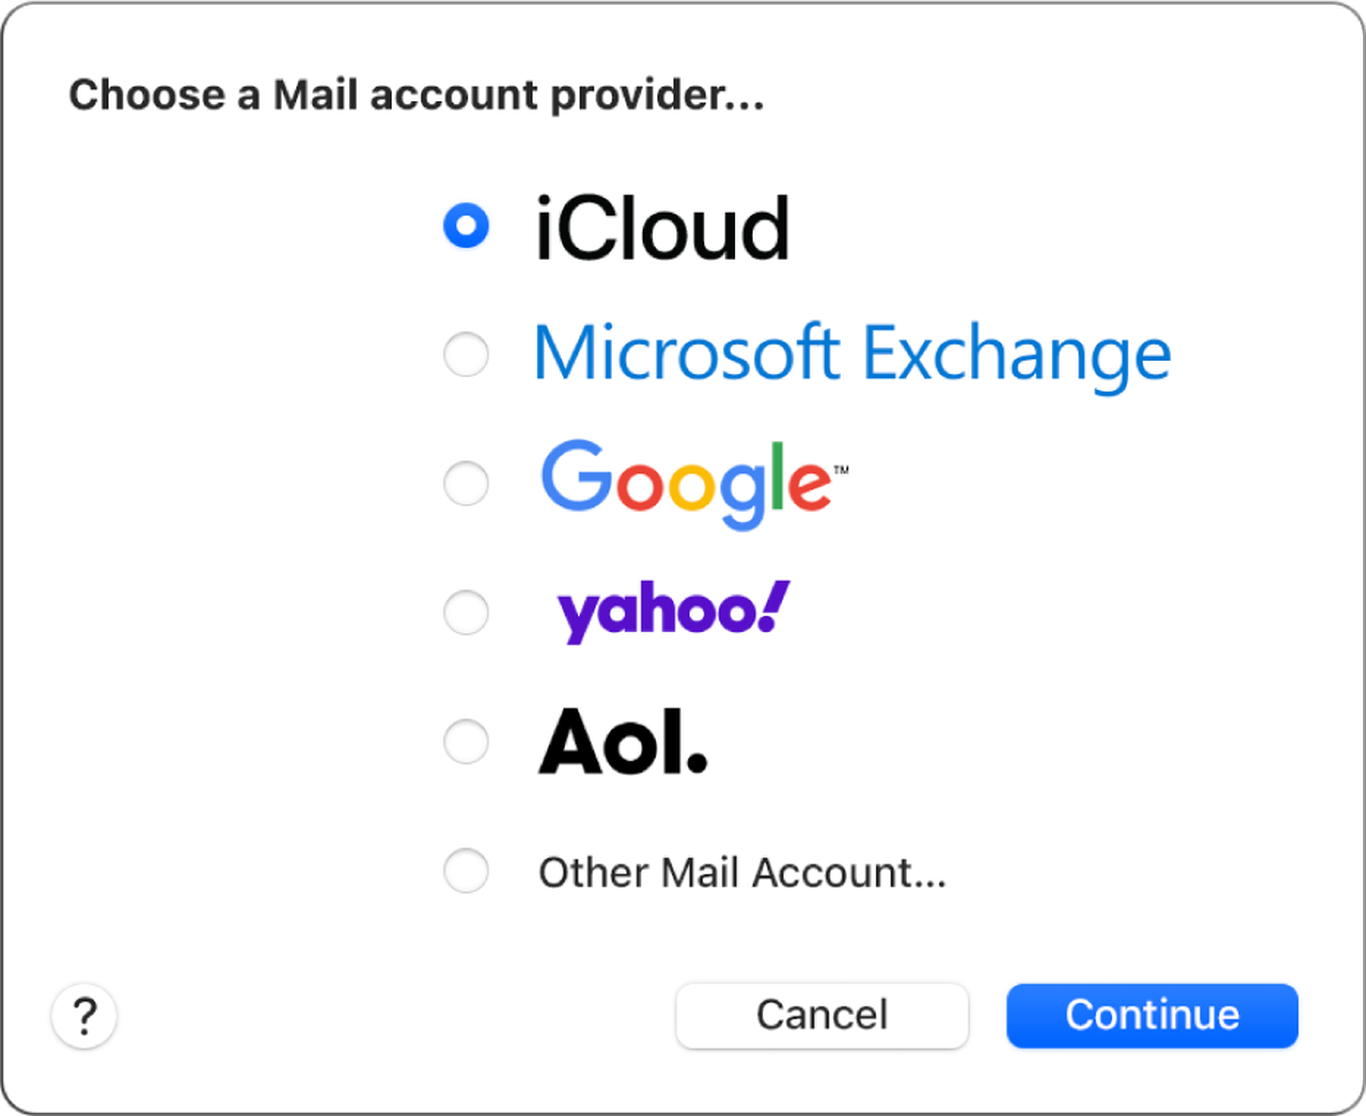 Choose a Mail account provider...
iCloud
Microsoft Exchange
Google™
yahoo!
Aol.
Other Mail Account...
?
Cancel
Continue